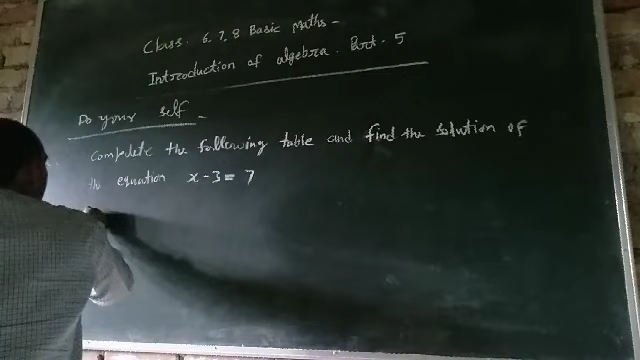 Class. 6, 7, 8 Basic Maths -
Introduction of algebra. Part - 5
Do your self -
Complete the following table and find the solution of
the equation x - 3 = 7